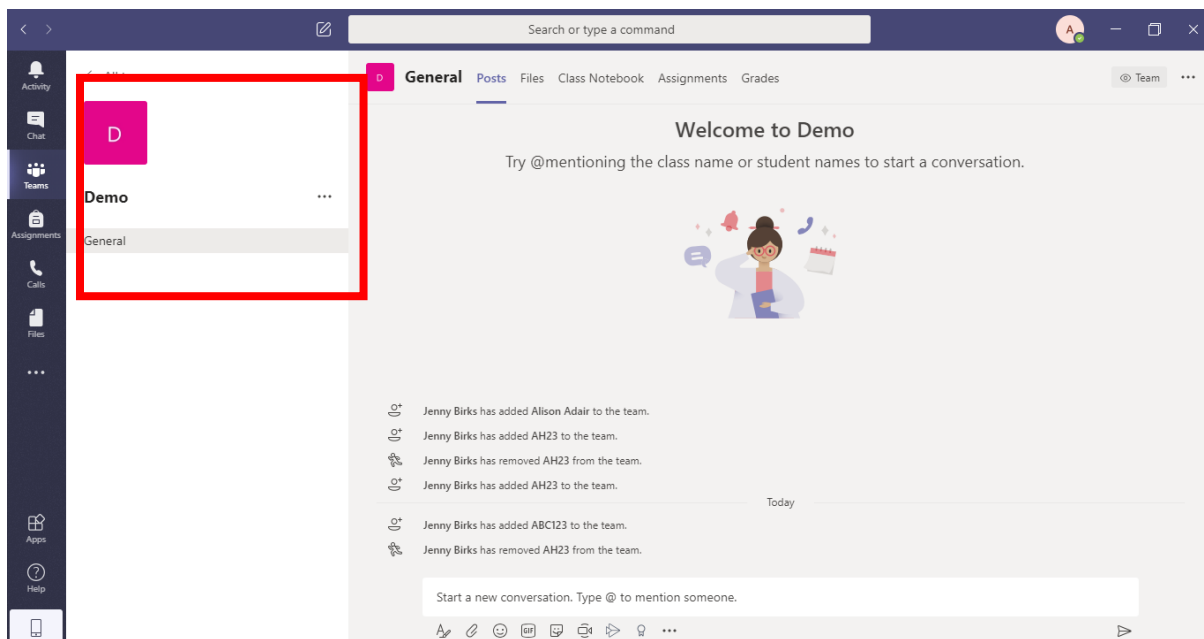 Search or type a command
A
Activity
Chat
Teams
Assignments
Calls
Files
Apps
Help
D
Demo
General
D
General Posts Files Class Notebook Assignments Grades
Team
Welcome to Demo
Try @mentioning the class name or student names to start a conversation.
Jenny Birks has added Alison Adair to the team.
Jenny Birks has added AH23 to the team.
Jenny Birks has removed AH23 from the team.
Jenny Birks has added AH23 to the team.
Today
Jenny Birks has added ABC123 to the team.
Jenny Birks has removed AH23 from the team.
Start a new conversation. Type @ to mention someone.
GIF